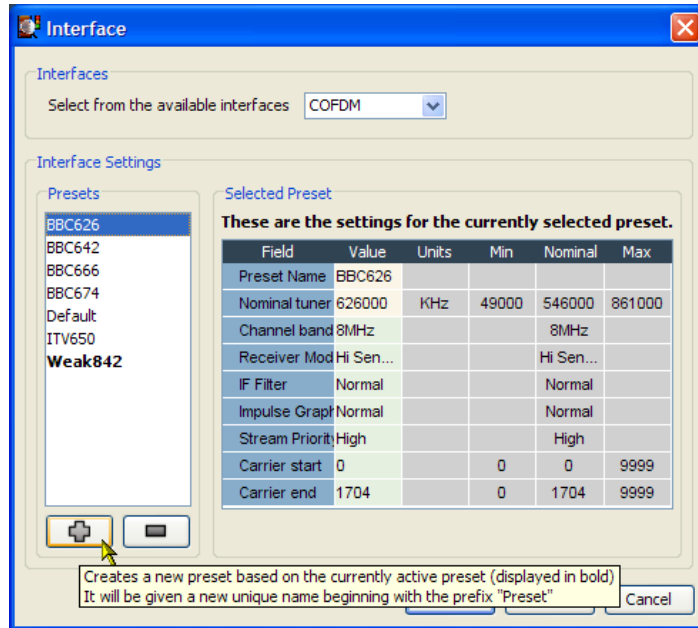 Interface
Interfaces
Select from the available interfaces COFDM
Interface Settings
Presets
BBC626
BBC642
BBC666
BBC674
Default
ITV650
Weak842
Selected Preset
These are the settings for the currently selected preset.
Field Value Units Min Nominal Max
Preset Name BBC626
Nominal tuner 626000 KHz 49000 546000 861000
Channel band 8MHz 8MHz
Receiver Mod Hi Sen... Hi Sen...
IF Filter Normal Normal
Impulse Graph Normal Normal
Stream Priority High High
Carrier start 0 0 0 9999
Carrier end 1704 0 1704 9999
Creates a new preset based on the currently active preset (displayed in bold)
It will be given a new unique name beginning with the prefix "Preset"
Cancel